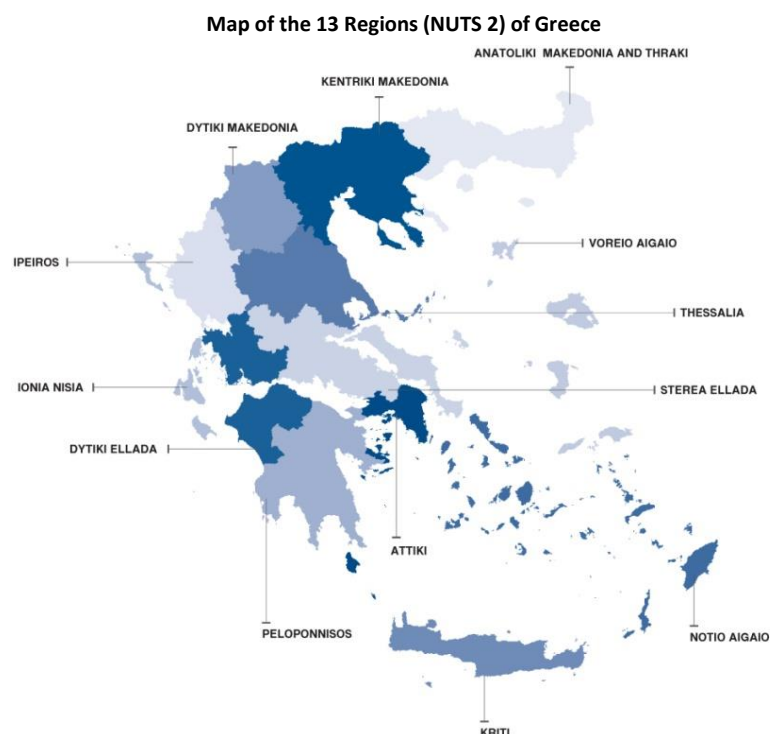 Map of the 13 Regions (NUTS 2) of Greece
ANATOLIKI MAKEDONIA AND THRAKI
KENTRIKI MAKEDONIA
DYTIKI MAKEDONIA
VOREIO AIGAIO
IPEIROS
THESSALIA
IONIA NISIA
STEREA ELLADA
DYTIKI ELLADA
ATTIKI
PELOPONNISOS
NOTIO AIGAIO
KRITI